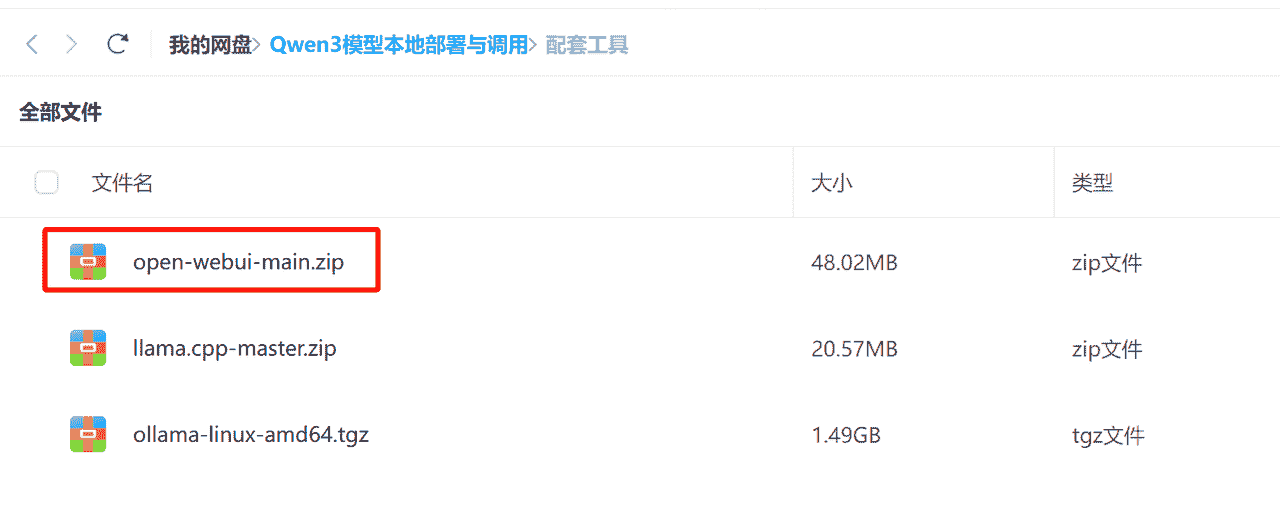 我的网盘> Qwen3模型本地部署与调用> 配套工具
全部文件
文件名 大小 类型
open-webui-main.zip 48.02MB zip文件
llama.cpp-master.zip 20.57MB zip文件
ollama-linux-amd64.tgz 1.49GB tgz文件